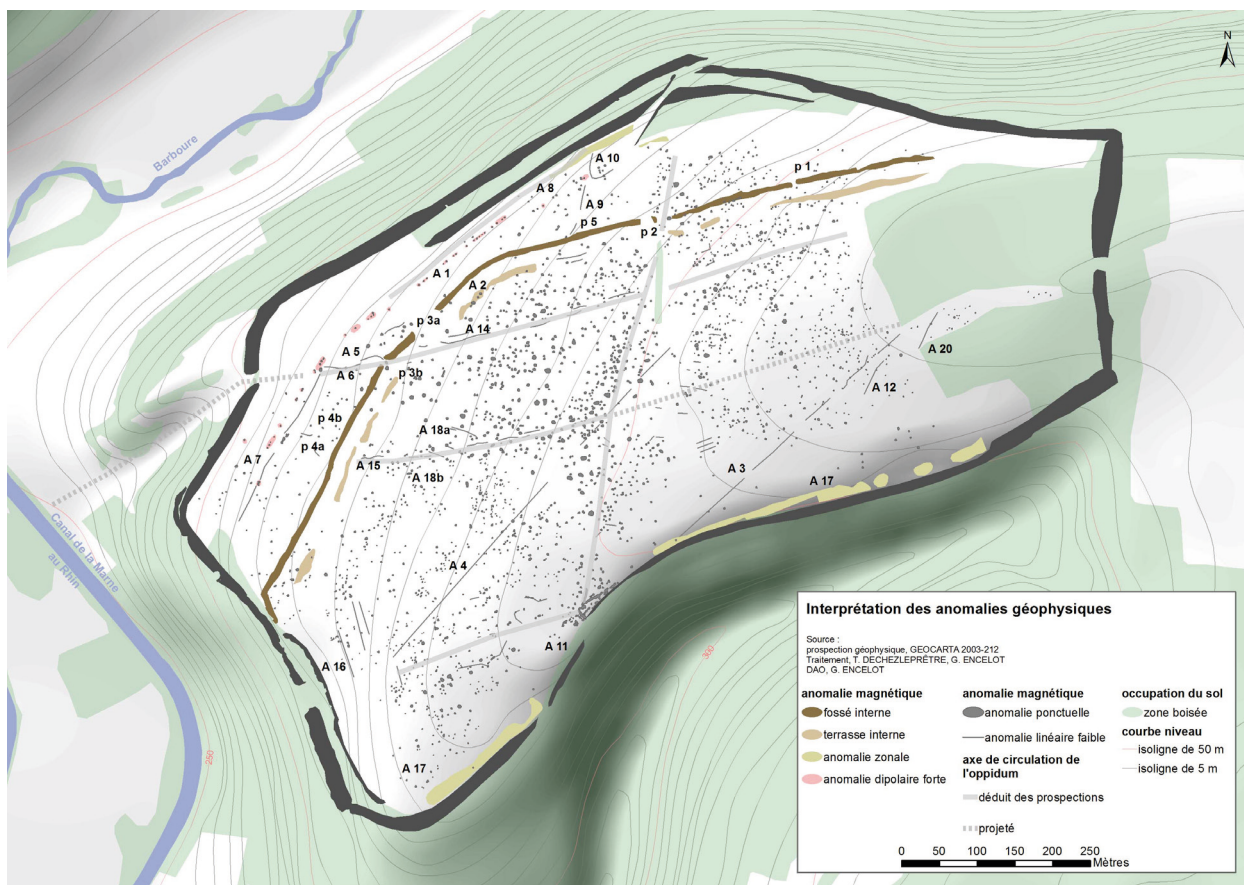 N
Barboure
A 10
p 1
A 8
A 9
p 5
p 2
A 1
A 2
p 3a
A 14
A 5
A 6
p 3b
A 20
A 12
p 4b
A 18a
p 4a
A 15
A 7
A 18b
A 3
A 17
Canal de la Marne
au Rhin
A 4
A 11
A 16
300
250
A 17
Interprétation des anomalies géophysiques
Source :
prospection géophysique, GEOCARTA 2003-212
Traitement, T. DECHEZLEPRÊTRE, G. ENCELOT
DAO, G. ENCELOT
anomalie magnétique
fossé interne
terrasse interne
anomalie zonale
anomalie dipolaire forte
anomalie magnétique
anomalie ponctuelle
anomalie linéaire faible
axe de circulation de
l'oppidum
déduit des prospections
projeté
occupation du sol
zone boisée
courbe niveau
isoligne de 50 m
isoligne de 5 m
0 50 100 150 200 250
Mètres